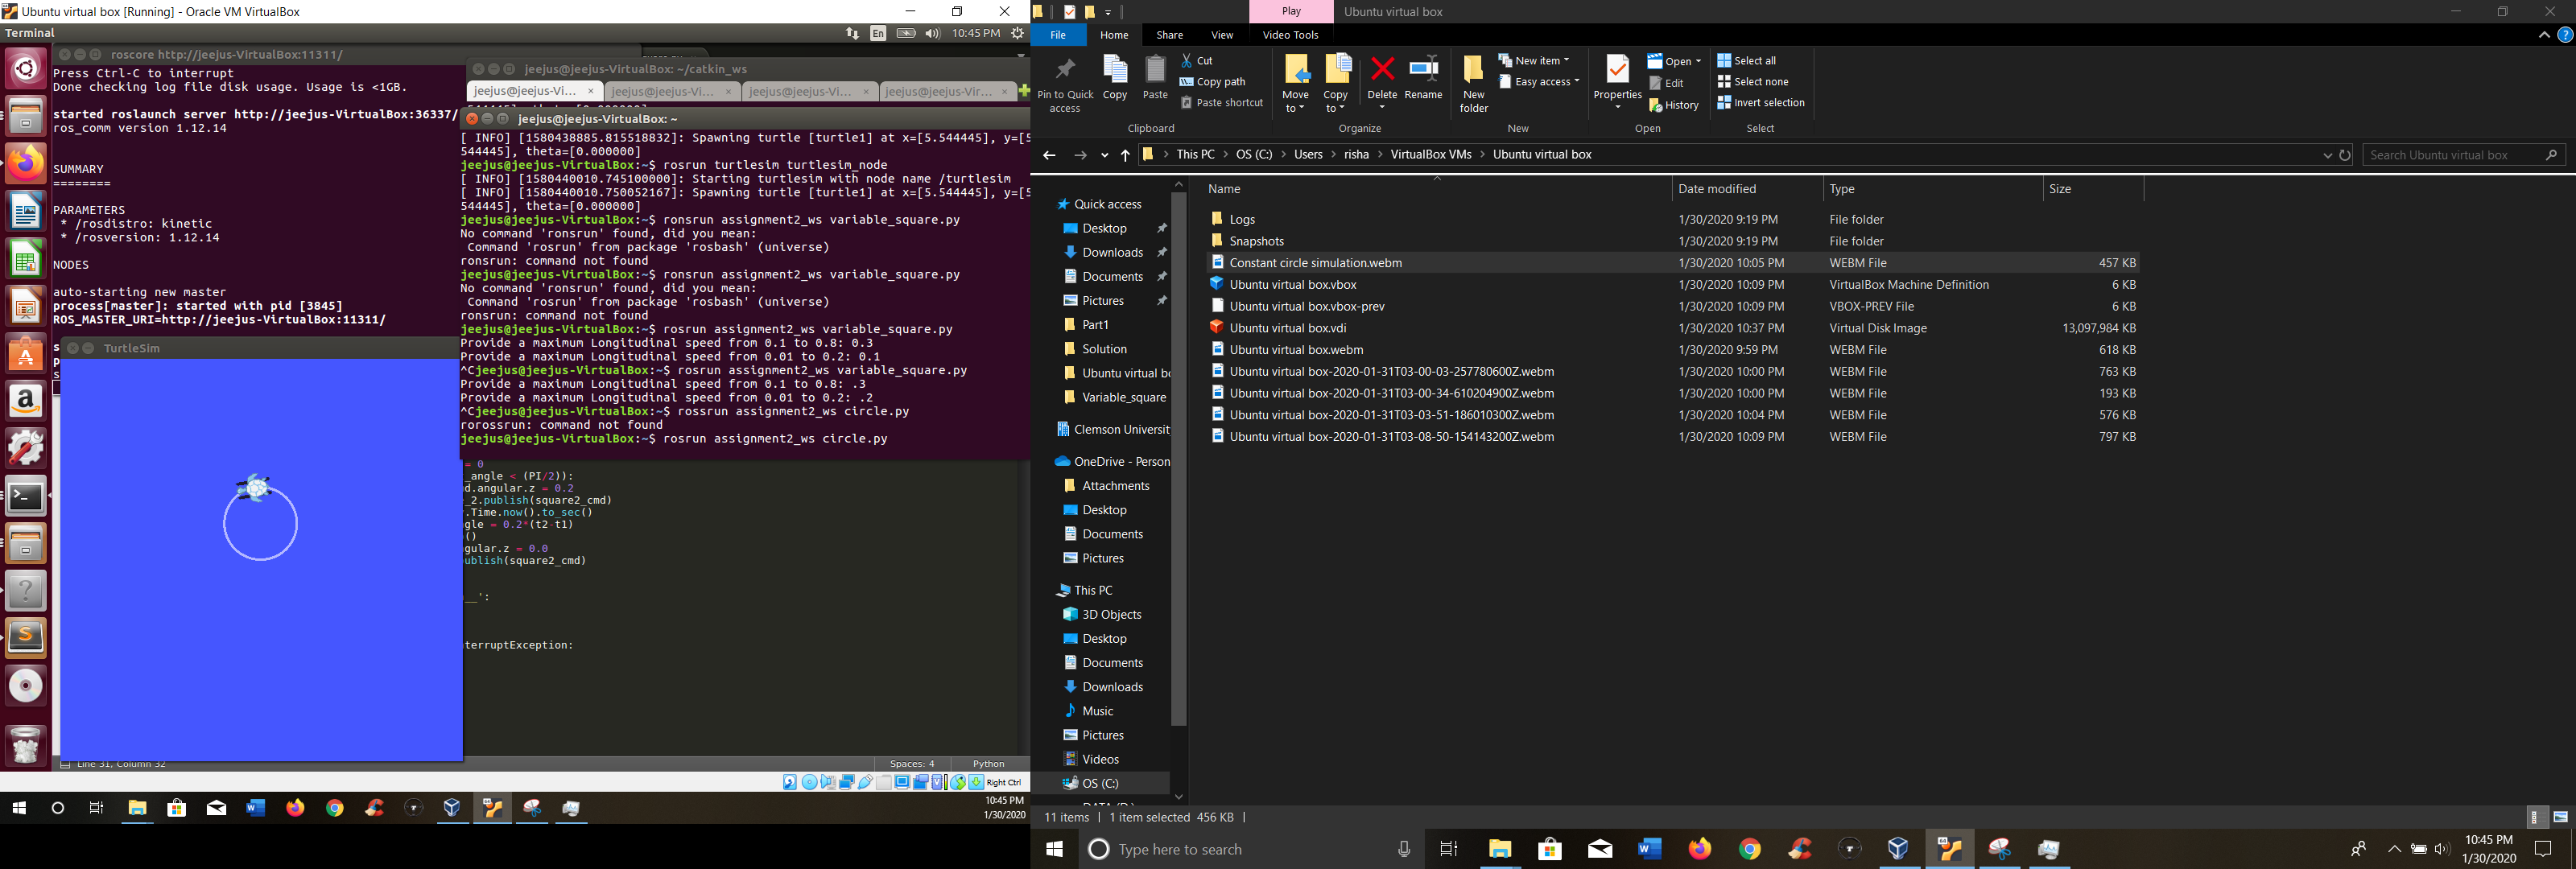 Ubuntu virtual box [Running] - Oracle VM VirtualBox
Terminal
En
10:45 PM
roscore http://jeejus-VirtualBox:11311/
Press Ctrl-C to interrupt
Done checking log file disk usage. Usage is <1GB.
started roslaunch server http://jeejus-VirtualBox:36337/
ros_comm version 1.12.14
SUMMARY
========
PARAMETERS
* /rosdistro: kinetic
* /rosversion: 1.12.14
NODES
auto-starting new master
process[master]: started with pid [3845]
ROS_MASTER_URI=http://jeejus-VirtualBox:11311/
s
p
s
TurtleSim
jeejus@jeejus-VirtualBox: ~/catkin_ws
jeejus@jeejus-Vi... × jeejus@jeejus-Vi... × jeejus@jeejus-Vi... × jeejus@jeejus-Vir... ×
jeejus@jeejus-VirtualBox: ~
[ INFO] [1580438885.815518832]: Spawning turtle [turtle1] at x=[5.544445], y=[5
544445], theta=[0.000000]
jeejus@jeejus-VirtualBox:~$ rosrun turtlesim turtlesim_node
[ INFO] [1580440010.745100000]: Starting turtlesim with node name /turtlesim
[ INFO] [1580440010.750052167]: Spawning turtle [turtle1] at x=[5.544445], y=[5
544445], theta=[0.000000]
jeejus@jeejus-VirtualBox:~$ ronsrun assignment2_ws variable_square.py
No command 'ronsrun' found, did you mean:
Command 'rosrun' from package 'rosbash' (universe)
ronsrun: command not found
jeejus@jeejus-VirtualBox:~$ ronsrun assignment2_ws variable_square.py
No command 'ronsrun' found, did you mean:
Command 'rosrun' from package 'rosbash' (universe)
ronsrun: command not found
jeejus@jeejus-VirtualBox:~$ rosrun assignment2_ws variable_square.py
Provide a maximum Longitudinal speed from 0.1 to 0.8: 0.3
Provide a maximum Longitudinal speed from 0.01 to 0.2: 0.1
^Cjeejus@jeejus-VirtualBox:~$ rosrun assignment2_ws variable_square.py
Provide a maximum Longitudinal speed from 0.1 to 0.8: .3
Provide a maximum Longitudinal speed from 0.01 to 0.2: .2
^Cjeejus@jeejus-VirtualBox:~$ rossrun assignment2_ws circle.py
rorossrun: command not found
jeejus@jeejus-VirtualBox:~$ rosrun assignment2_ws circle.py
= 0
_angle < (PI/2)):
d.angular.z = 0.2
_2.publish(square2_cmd)
.Time.now().to_sec()
gle = 0.2*(t2-t1)
()
gular.z = 0.0
ublish(square2_cmd)
__':
terruptException:
Line 31, Column 32
Spaces: 4
Python
Right Ctrl
10:45 PM
1/30/2020
Play
Ubuntu virtual box
File Home Share View Video Tools
Pin to Quick access
Copy
Paste
Cut
Copy path
Paste shortcut
Clipboard
Move to
Copy to
Delete
Rename
Organize
New folder
New item
Easy access
New
Properties
Open
Edit
History
Open
Select all
Select none
Invert selection
Select
This PC > OS (C:) > Users > risha > VirtualBox VMs > Ubuntu virtual box
Search Ubuntu virtual box
Name Date modified Type Size
Quick access
Desktop
Downloads
Documents
Pictures
Part1
Solution
Ubuntu virtual bo
Variable_square
Clemson Universit
OneDrive - Person
Attachments
Desktop
Documents
Pictures
This PC
3D Objects
Desktop
Documents
Downloads
Music
Pictures
Videos
OS (C:)
Logs 1/30/2020 9:19 PM File folder
Snapshots 1/30/2020 9:19 PM File folder
Constant circle simulation.webm 1/30/2020 10:05 PM WEBM File 457 KB
Ubuntu virtual box.vbox 1/30/2020 10:09 PM VirtualBox Machine Definition 6 KB
Ubuntu virtual box.vbox-prev 1/30/2020 10:09 PM VBOX-PREV File 6 KB
Ubuntu virtual box.vdi 1/30/2020 10:37 PM Virtual Disk Image 13,097,984 KB
Ubuntu virtual box.webm 1/30/2020 9:59 PM WEBM File 618 KB
Ubuntu virtual box-2020-01-31T03-00-03-257780600Z.webm 1/30/2020 10:00 PM WEBM File 763 KB
Ubuntu virtual box-2020-01-31T03-00-34-610204900Z.webm 1/30/2020 10:00 PM WEBM File 193 KB
Ubuntu virtual box-2020-01-31T03-03-51-186010300Z.webm 1/30/2020 10:04 PM WEBM File 576 KB
Ubuntu virtual box-2020-01-31T03-08-50-154143200Z.webm 1/30/2020 10:09 PM WEBM File 797 KB
11 items | 1 item selected 456 KB |
Type here to search
10:45 PM
1/30/2020